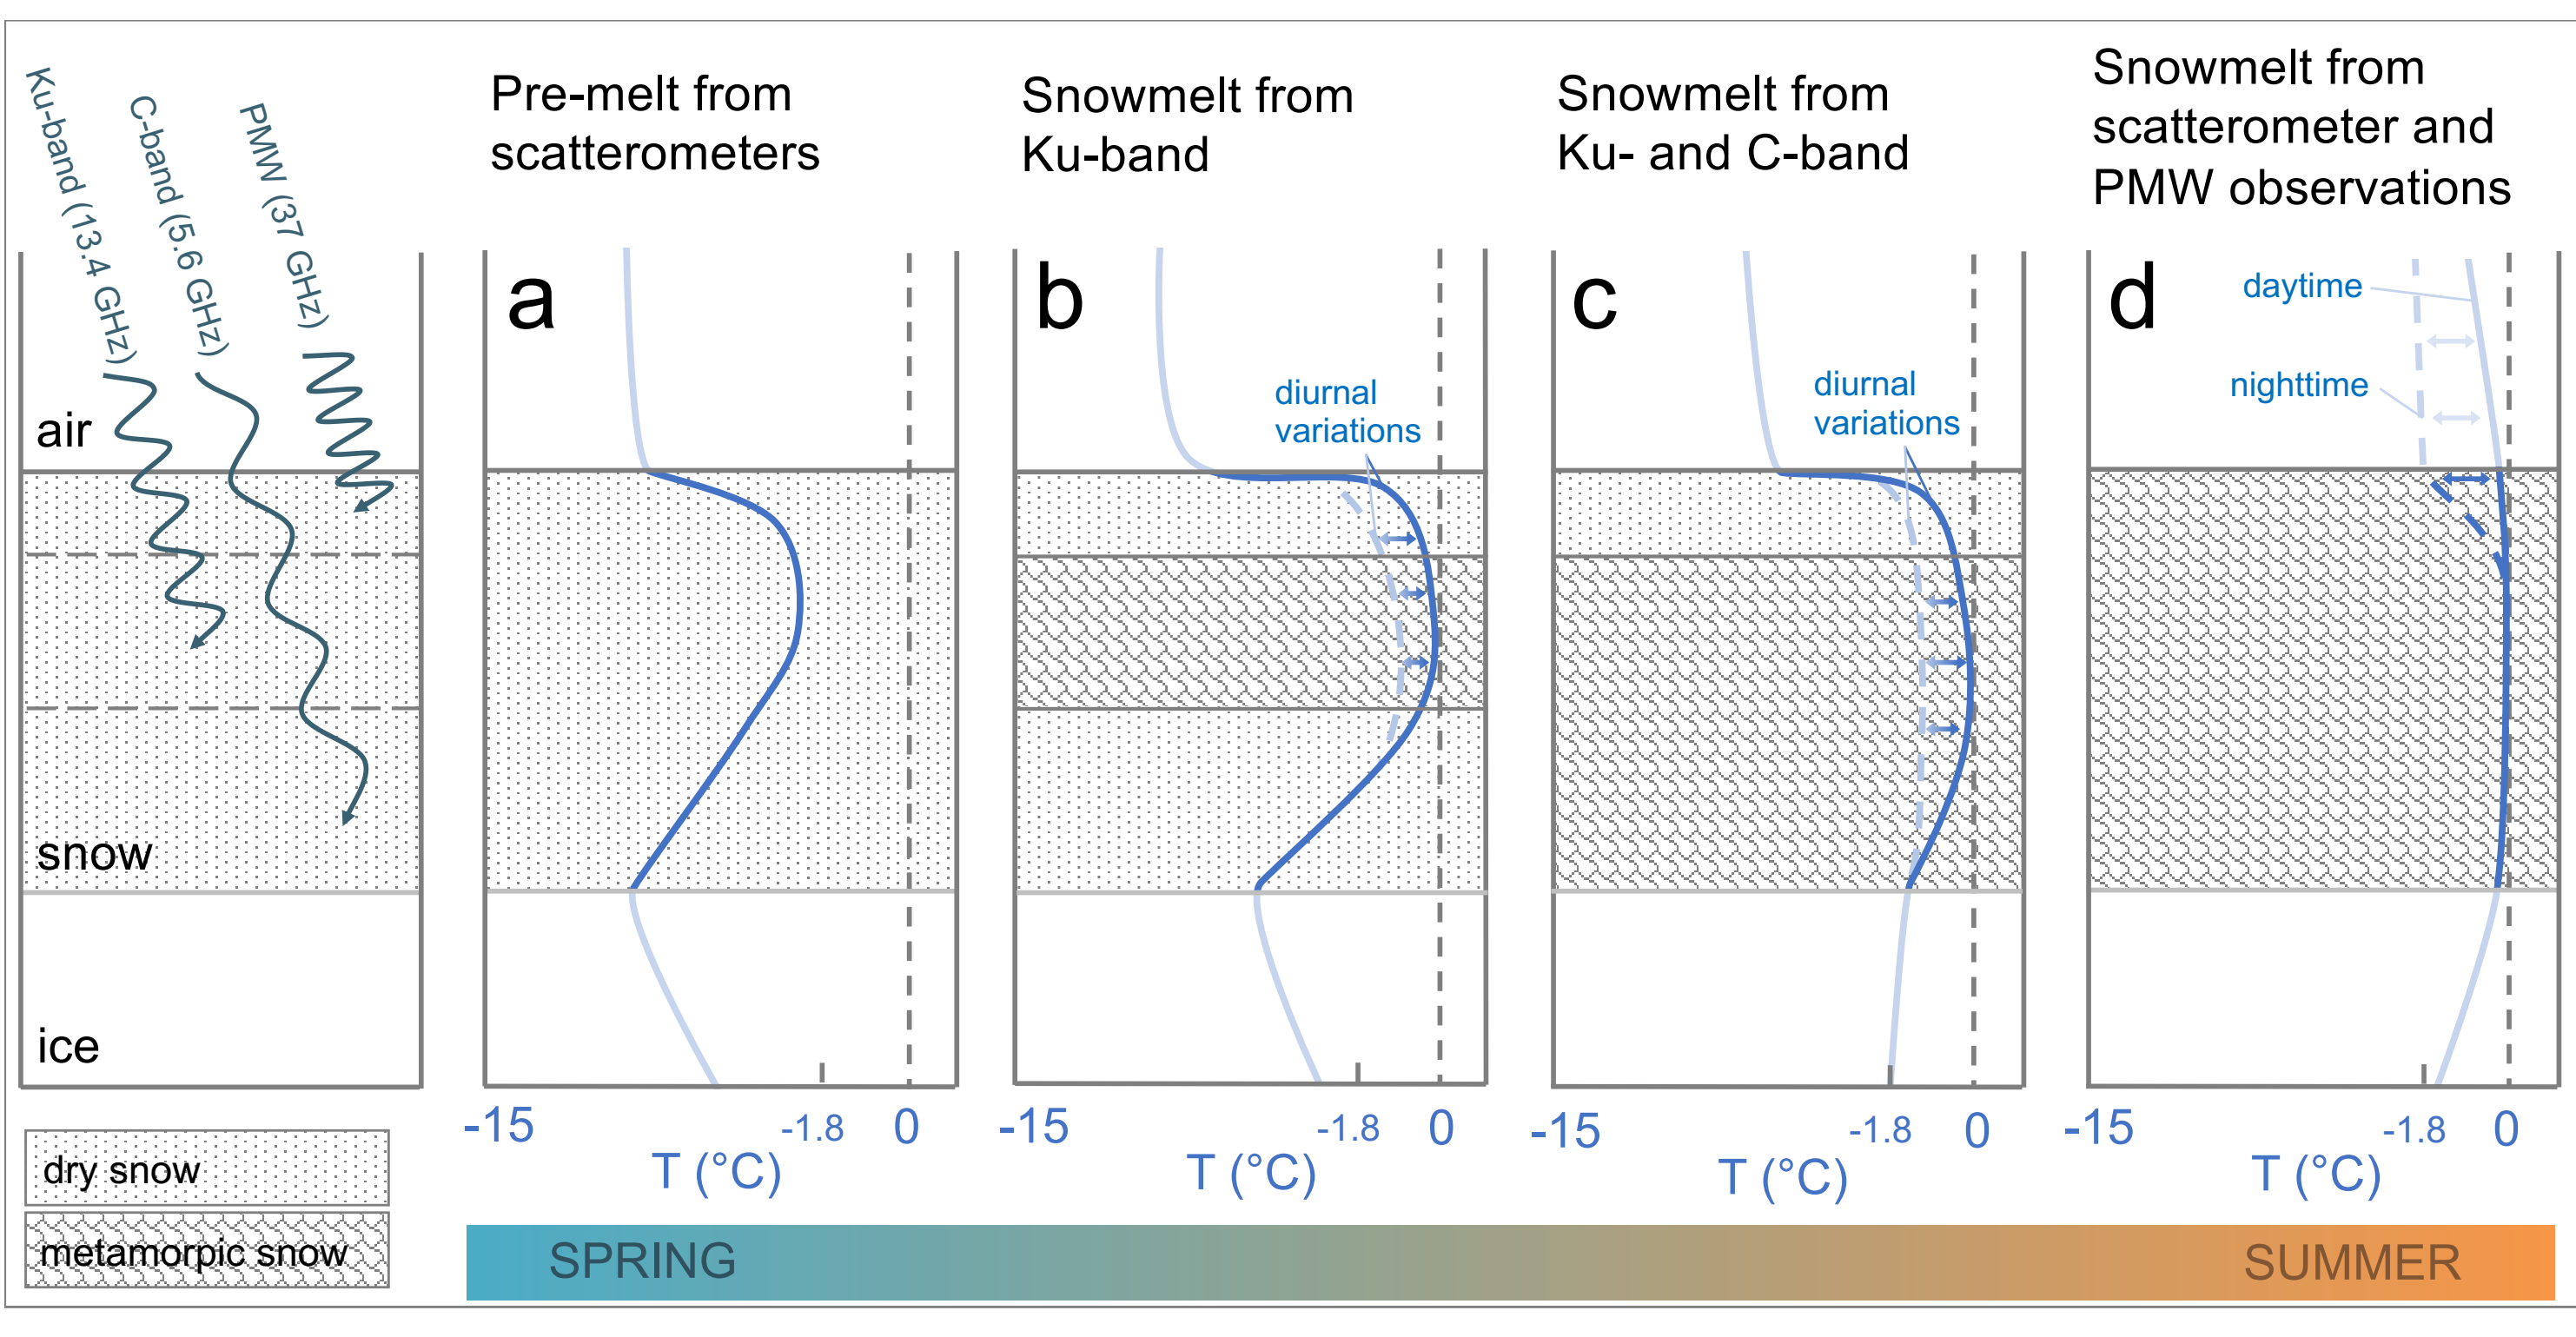 Ku-band (13.4 GHz)
C-band (5.6 GHz)
PMW (37 GHz)
air
snow
ice
dry snow
metamorpic snow
Pre-melt from
scatterometers
a
-15
-1.8
0
T (°C)
Snowmelt from
Ku-band
b
diurnal
variations
-15
-1.8
0
T (°C)
Snowmelt from
Ku- and C-band
c
diurnal
variations
-15
-1.8
0
T (°C)
Snowmelt from
scatterometer and
PMW observations
d
daytime
nighttime
-15
-1.8
0
T (°C)
SPRING
SUMMER